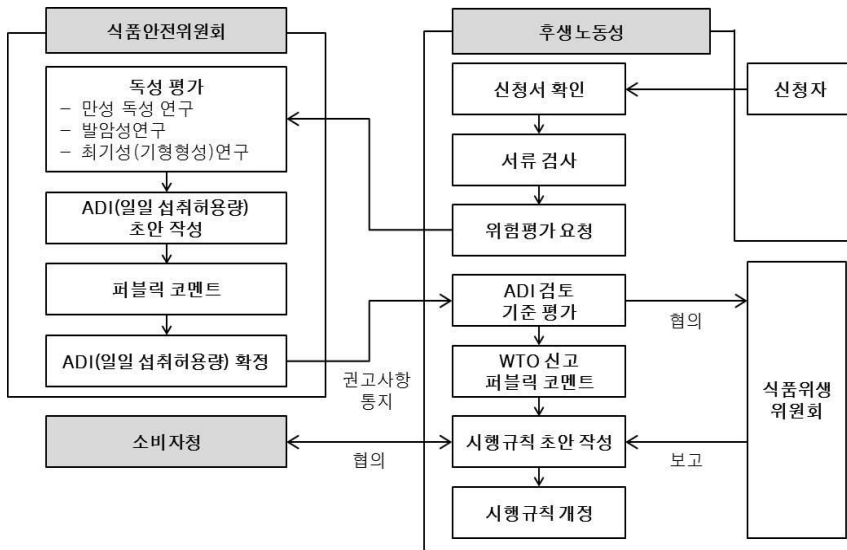 식품안전위원회
독성 평가
– 만성 독성 연구
– 발암성연구
– 최기성(기형형성)연구
ADI(일일 섭취허용량)
초안 작성
퍼블릭 코멘트
ADI(일일 섭취허용량) 확정
소비자청
후생노동성
신청서 확인
신청자
서류 검사
위험평가 요청
ADI 검토
기준 평가
협의
WTO 신고
퍼블릭 코멘트
권고사항
통지
시행규칙 초안 작성
협의
보고
시행규칙 개정
식품위생
위원회